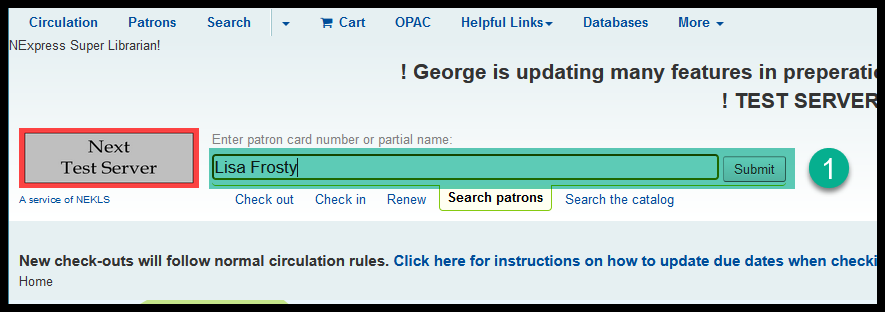 Circulation Patrons Search Cart OPAC Helpful Links Databases More
NExpress Super Librarian!
! George is updating many features in preperatic
! TEST SERVER
Next
Test Server
Enter patron card number or partial name:
Lisa Frosty
Submit
1
A service of NEKLS
Check out Check in Renew Search patrons Search the catalog
New check-outs will follow normal circulation rules. Click here for instructions on how to update due dates when checki
Home